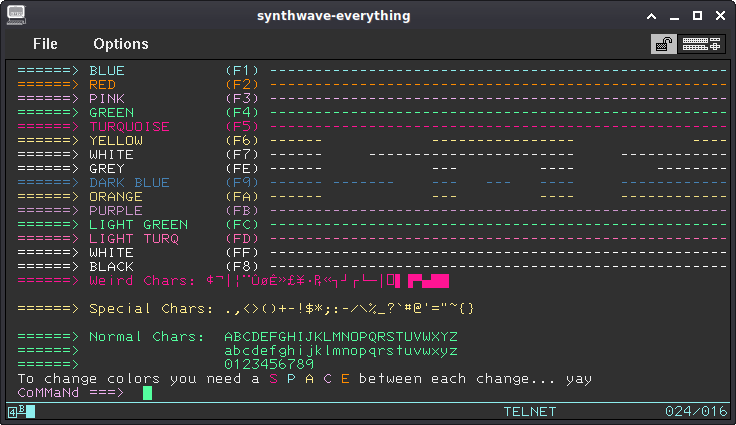 synthwave-everything
File Options
======> BLUE (F1) -----------------------------------------------------
======> RED (F2) -----------------------------------------------------
======> PINK (F3) -----------------------------------------------------
======> GREEN (F4) -----------------------------------------------------
======> TURQUOISE (F5) -----------------------------------------------------
======> YELLOW (F6) ------ ------------- ----
======> WHITE (F7) ------ -----------------------------------------
======> GREY (FE) --- ---- ----
======> DARK BLUE (F9) ------ ------- --- --- ---- ------------
======> ORANGE (FA) ------ --- ---- ------------
======> PURPLE (FB) -----------------------------------------------------
======> LIGHT GREEN (FC) -----------------------------------------------------
======> LIGHT TURQ (FD) -----------------------------------------------------
======> WHITE (FF) -----------------------------------------------------
======> BLACK (F8) -----------------------------------------------------
======> Weird Chars:
======> Special Chars: .,<>()+-!$*;:-/\%_?`#@'="~{}
======> Normal Chars: ABCDEFGHIJKLMNOPQRSTUVWXYZ
======> abcdefghijklmnopqrstuvwxyz
======> 0123456789
To change colors you need a S P A C E between each change... yay
CoMMaNd ===>
4B TELNET 024/016